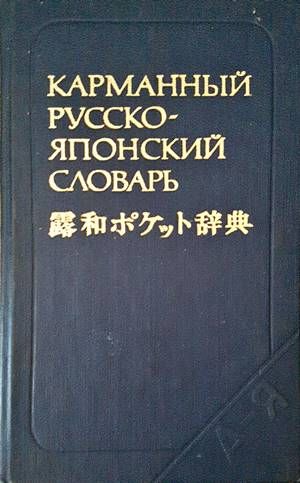 КАРМАННЫЙ
РУССКО-
ЯПОНСКИЙ
СЛОВАРЬ
露和ポケット辞典
А-Я